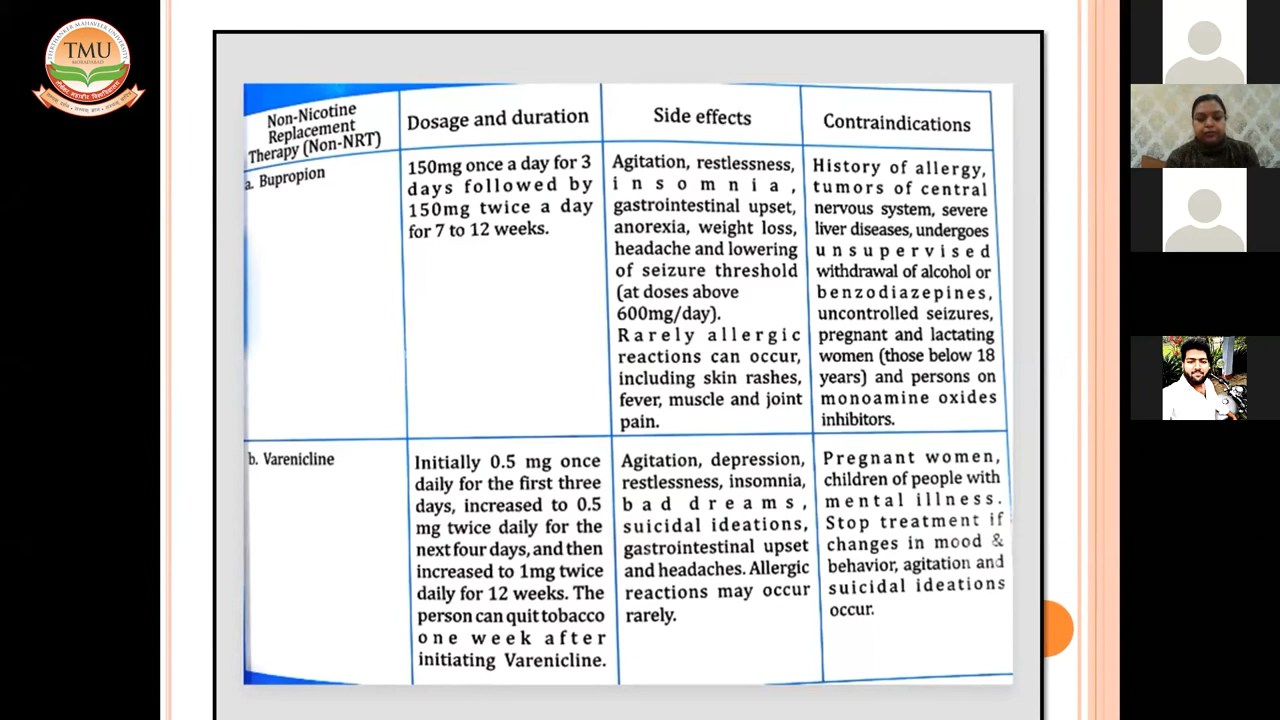 TEERTHANKER MAHAVEER UNIVERSITY
TMU
MORADABAD
Non-Nicotine
Replacement
Therapy (Non-NRT)
Dosage and duration
Side effects
Contraindications
a. Bupropion
150mg once a day for 3
days followed by
150mg twice a day
for 7 to 12 weeks.
Agitation, restlessness,
insomnia,
gastrointestinal upset,
anorexia, weight loss,
headache and lowering
of seizure threshold
(at doses above
600mg/day).
Rarely allergic
reactions can occur,
including skin rashes,
fever, muscle and joint
pain.
History of allergy,
tumors of central
nervous system, severe
liver diseases, undergoes
unsupervised
withdrawal of alcohol or
benzodiazepines,
uncontrolled seizures,
pregnant and lactating
women (those below 18
years) and persons on
monoamine oxides
inhibitors.
b. Varenicline
Initially 0.5 mg once
daily for the first three
days, increased to 0.5
mg twice daily for the
next four days, and then
increased to 1mg twice
daily for 12 weeks. The
person can quit tobacco
one week after
initiating Varenicline.
Agitation, depression,
restlessness, insomnia,
bad dreams,
suicidal ideations,
gastrointestinal upset
and headaches. Allergic
reactions may occur
rarely.
Pregnant women,
children of people with
mental illness.
Stop treatment if
changes in mood &
behavior, agitation and
suicidal ideations
occur.